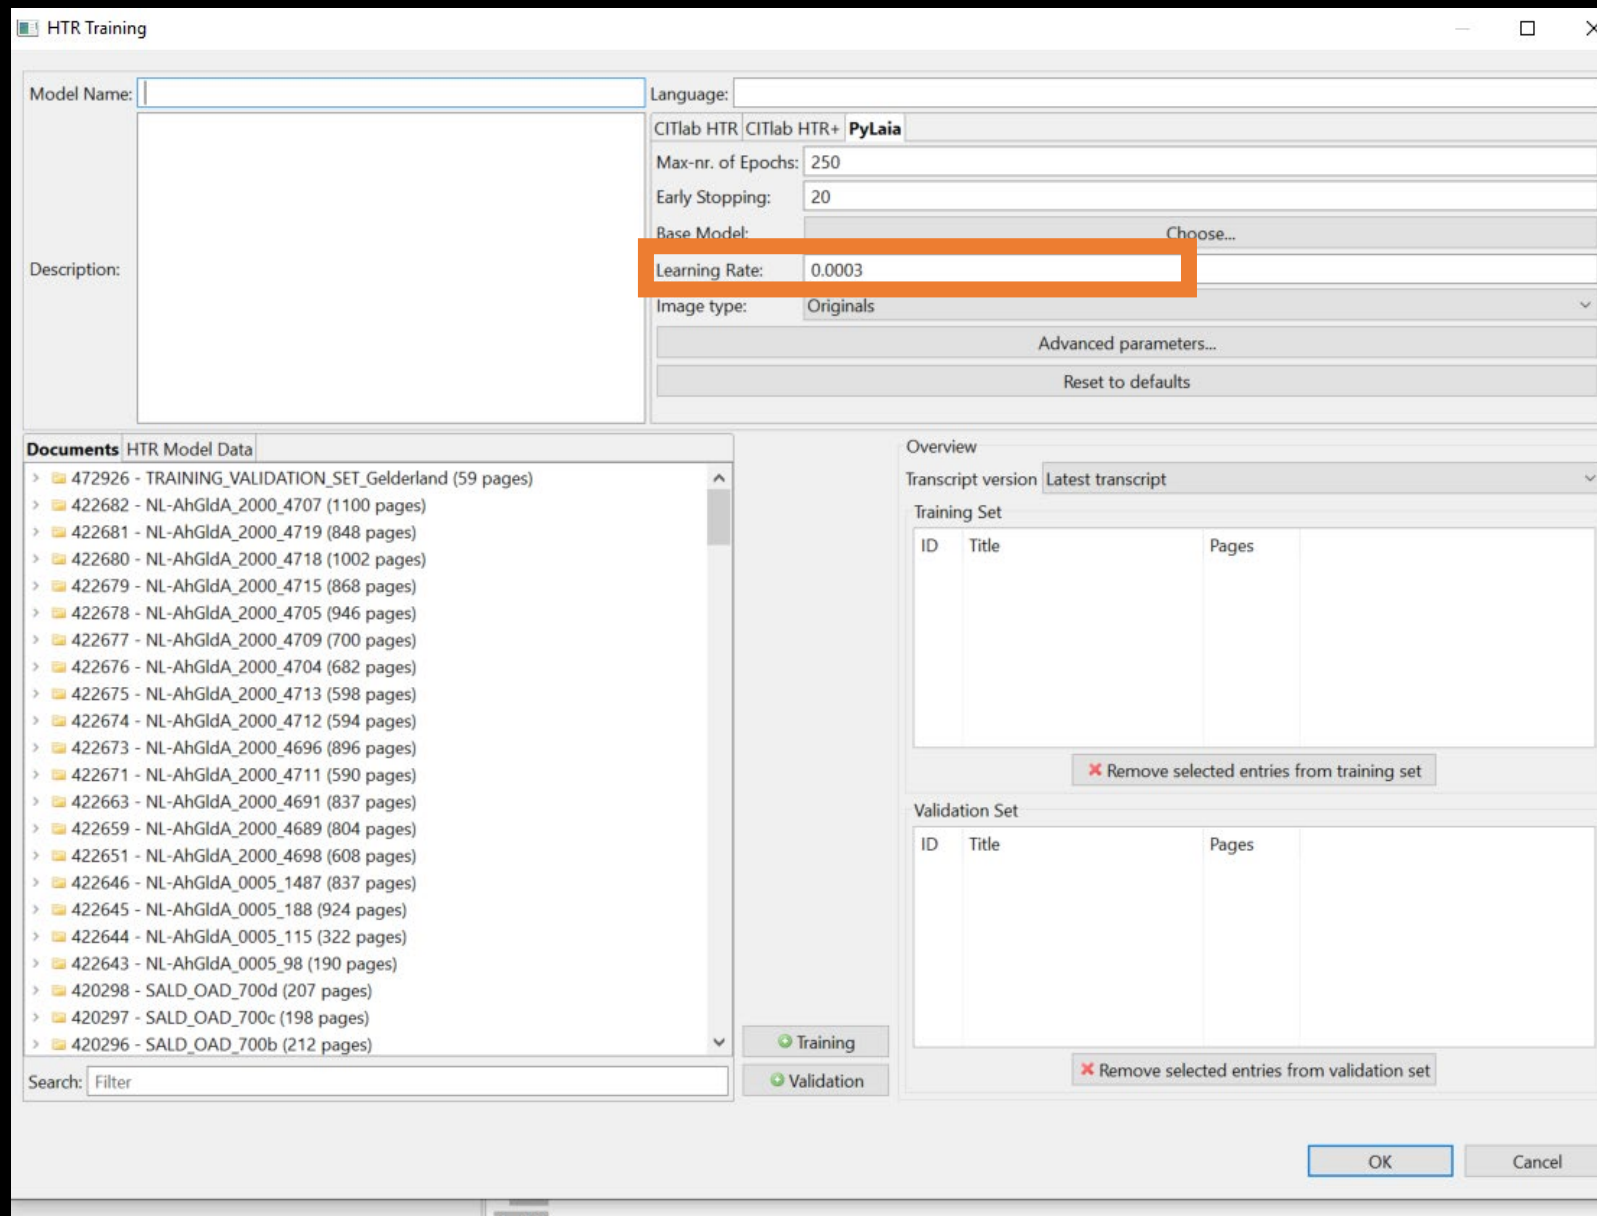 HTR Training
Model Name:
Language:
CITlab HTR CITlab HTR+ PyLaia
Max-nr. of Epochs: 250
Early Stopping: 20
Base Model: Choose...
Description:
Learning Rate: 0.0003
Image type: Originals
Advanced parameters...
Reset to defaults
Documents HTR Model Data
472926 - TRAINING_VALIDATION_SET_Gelderland (59 pages)
422682 - NL-AhGldA_2000_4707 (1100 pages)
422681 - NL-AhGldA_2000_4719 (848 pages)
422680 - NL-AhGldA_2000_4718 (1002 pages)
422679 - NL-AhGldA_2000_4715 (868 pages)
422678 - NL-AhGldA_2000_4705 (946 pages)
422677 - NL-AhGldA_2000_4709 (700 pages)
422676 - NL-AhGldA_2000_4704 (682 pages)
422675 - NL-AhGldA_2000_4713 (598 pages)
422674 - NL-AhGldA_2000_4712 (594 pages)
422673 - NL-AhGldA_2000_4696 (896 pages)
422671 - NL-AhGldA_2000_4711 (590 pages)
422663 - NL-AhGldA_2000_4691 (837 pages)
422659 - NL-AhGldA_2000_4689 (804 pages)
422651 - NL-AhGldA_2000_4698 (608 pages)
422646 - NL-AhGldA_0005_1487 (837 pages)
422645 - NL-AhGldA_0005_188 (924 pages)
422644 - NL-AhGldA_0005_115 (322 pages)
422643 - NL-AhGldA_0005_98 (190 pages)
420298 - SALD_OAD_700d (207 pages)
420297 - SALD_OAD_700c (198 pages)
420296 - SALD_OAD_700b (212 pages)
Search: Filter
Training
Validation
Overview
Transcript version Latest transcript
Training Set
ID Title Pages
Remove selected entries from training set
Validation Set
ID Title Pages
Remove selected entries from validation set
OK Cancel